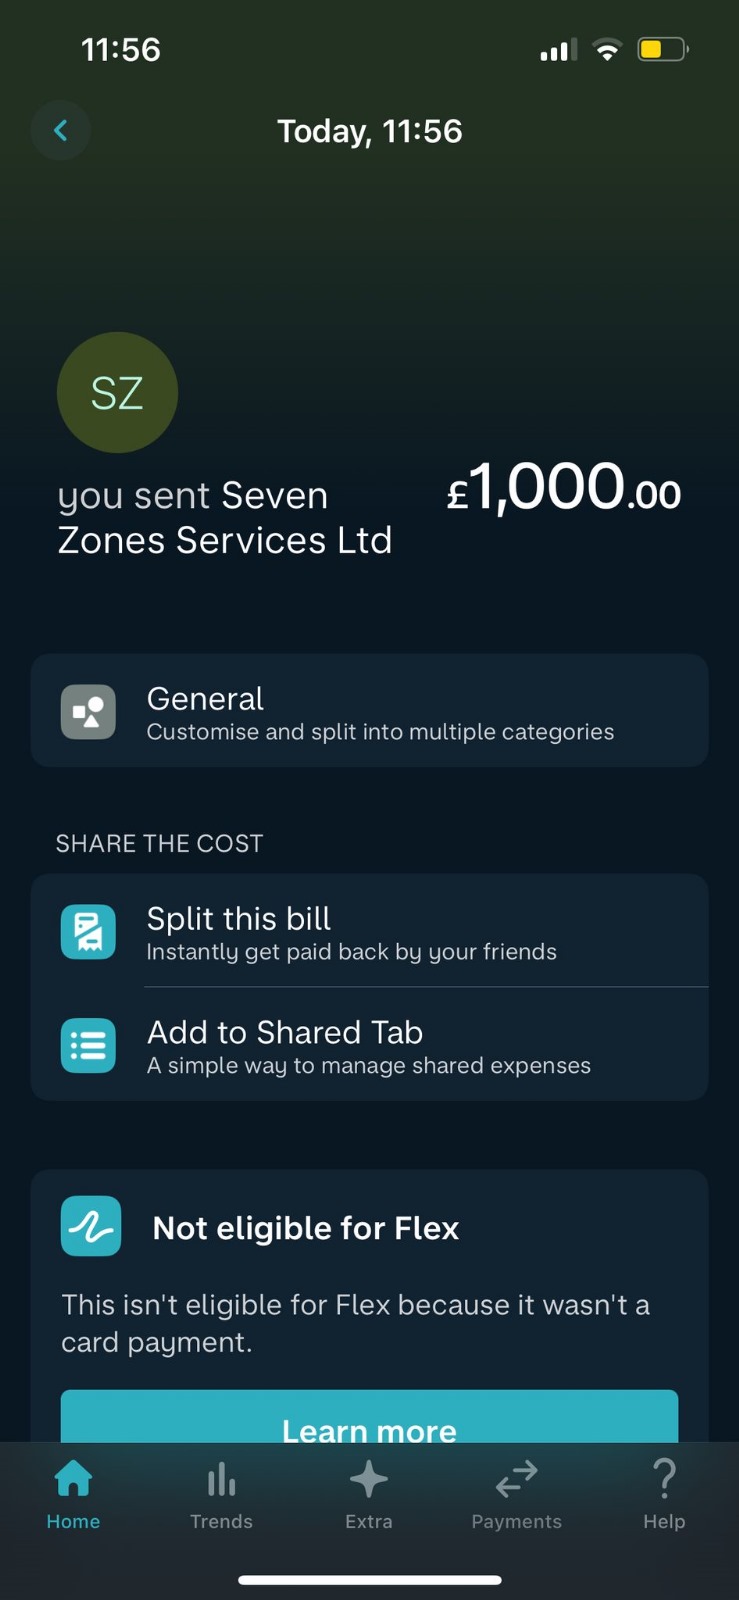 11:56
Today, 11:56
SZ
you sent Seven
Zones Services Ltd
£1,000.00
General
Customise and split into multiple categories
SHARE THE COST
Split this bill
Instantly get paid back by your friends
Add to Shared Tab
A simple way to manage shared expenses
Not eligible for Flex
This isn't eligible for Flex because it wasn't a
card payment.
Learn more
Home
Trends
Extra
Payments
Help